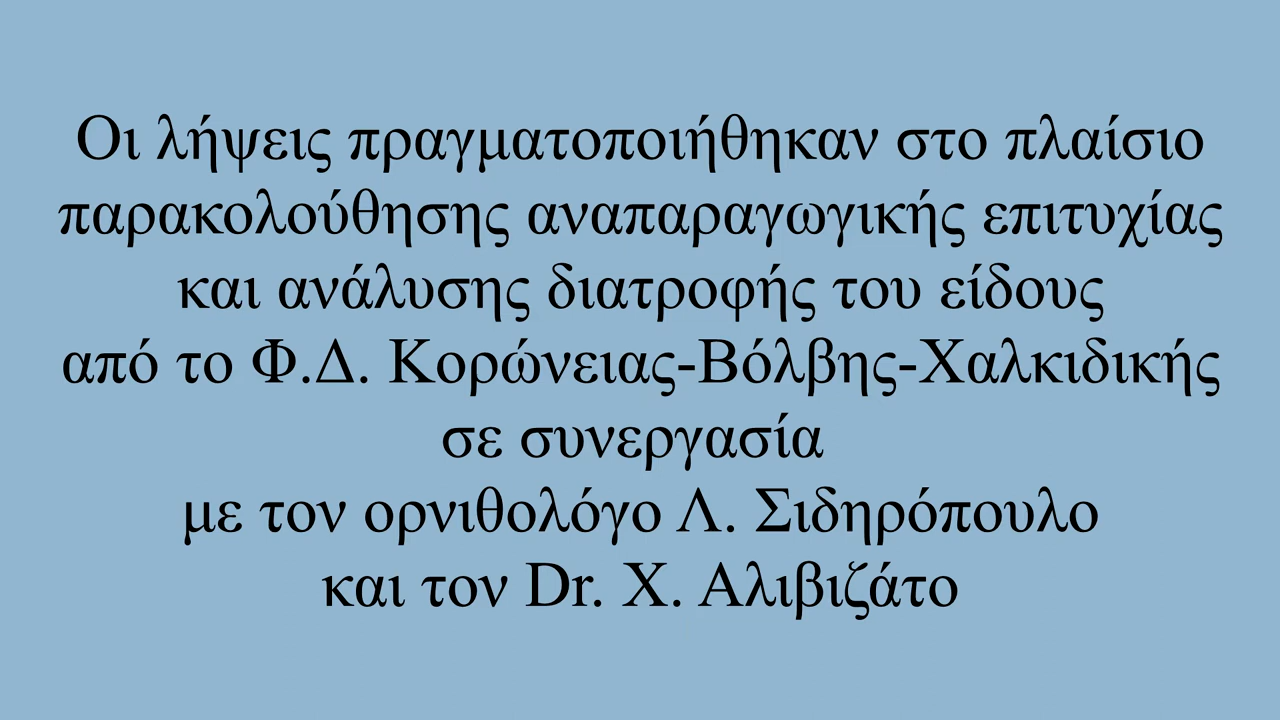 Οι λήψεις πραγματοποιήθηκαν στο πλαίσιο
παρακολούθησης αναπαραγωγικής επιτυχίας
και ανάλυσης διατροφής του είδους
από το Φ.Δ. Κορώνειας-Βόλβης-Χαλκιδικής
σε συνεργασία
με τον ορνιθολόγο Λ. Σιδηρόπουλο
και τον Dr. Χ. Αλιβιζάτο